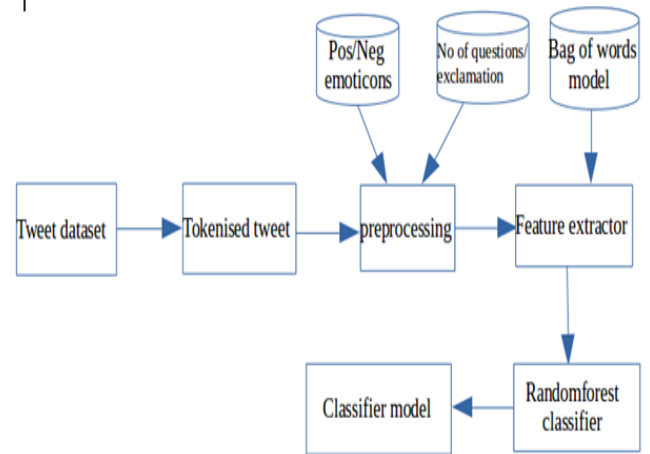 Pos/Neg
emoticons
No of questions/
exclamation
Bag of words
model
Tweet dataset
Tokenised tweet
preprocessing
Feature extractor
Randomforest
classifier
Classifier model